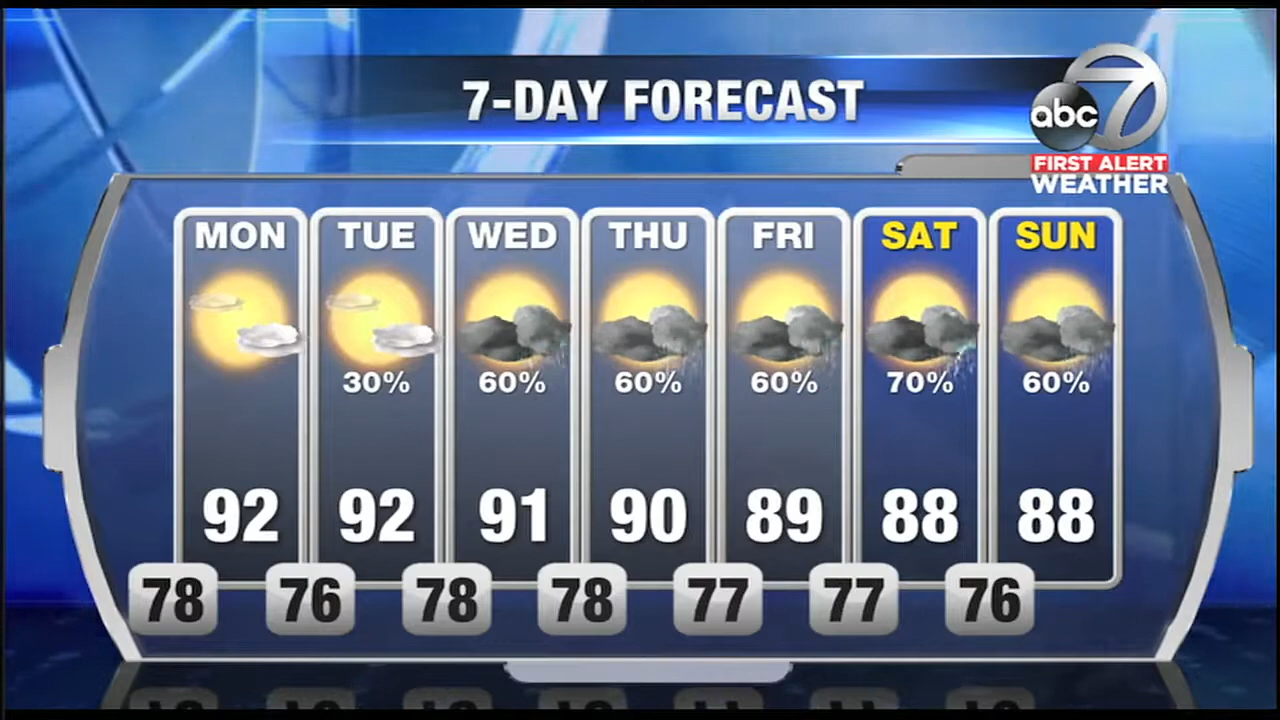 7-DAY FORECAST
abc 7
FIRST ALERT
WEATHER
MON TUE WED THU FRI SAT SUN
30% 60% 60% 60% 70% 60%
92 92 91 90 89 88 88
78 76 78 78 77 77 76